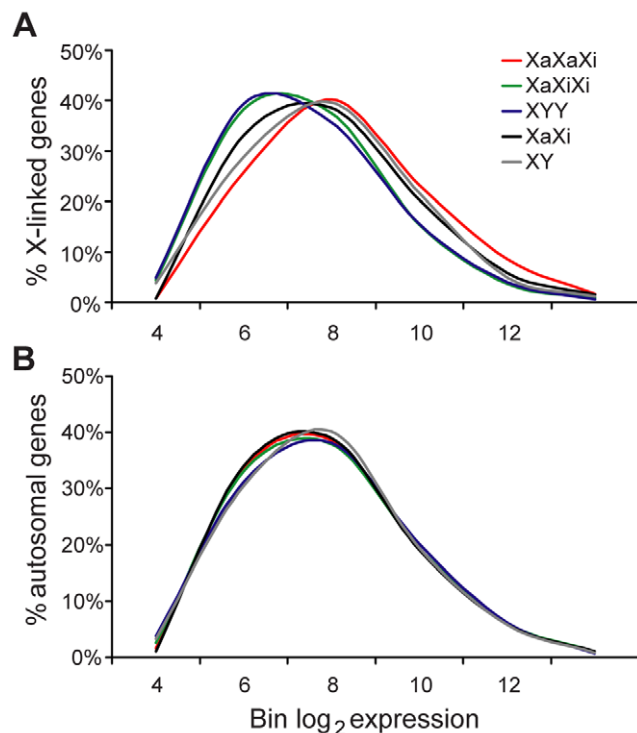 A
50%
40%
30%
20%
10%
0%
% X-linked genes
XaXaXi
XaXiXi
XYY
XaXi
XY
4 6 8 10 12
B
50%
40%
30%
20%
10%
0%
% autosomal genes
4 6 8 10 12
Bin log2 expression